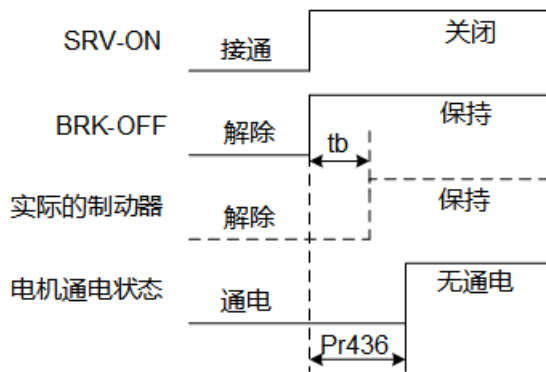 SRV-ON 接通 关闭
BRK-OFF 解除 保持
tb
实际的制动器 解除 保持
电机通电状态 通电 无通电
Pr436